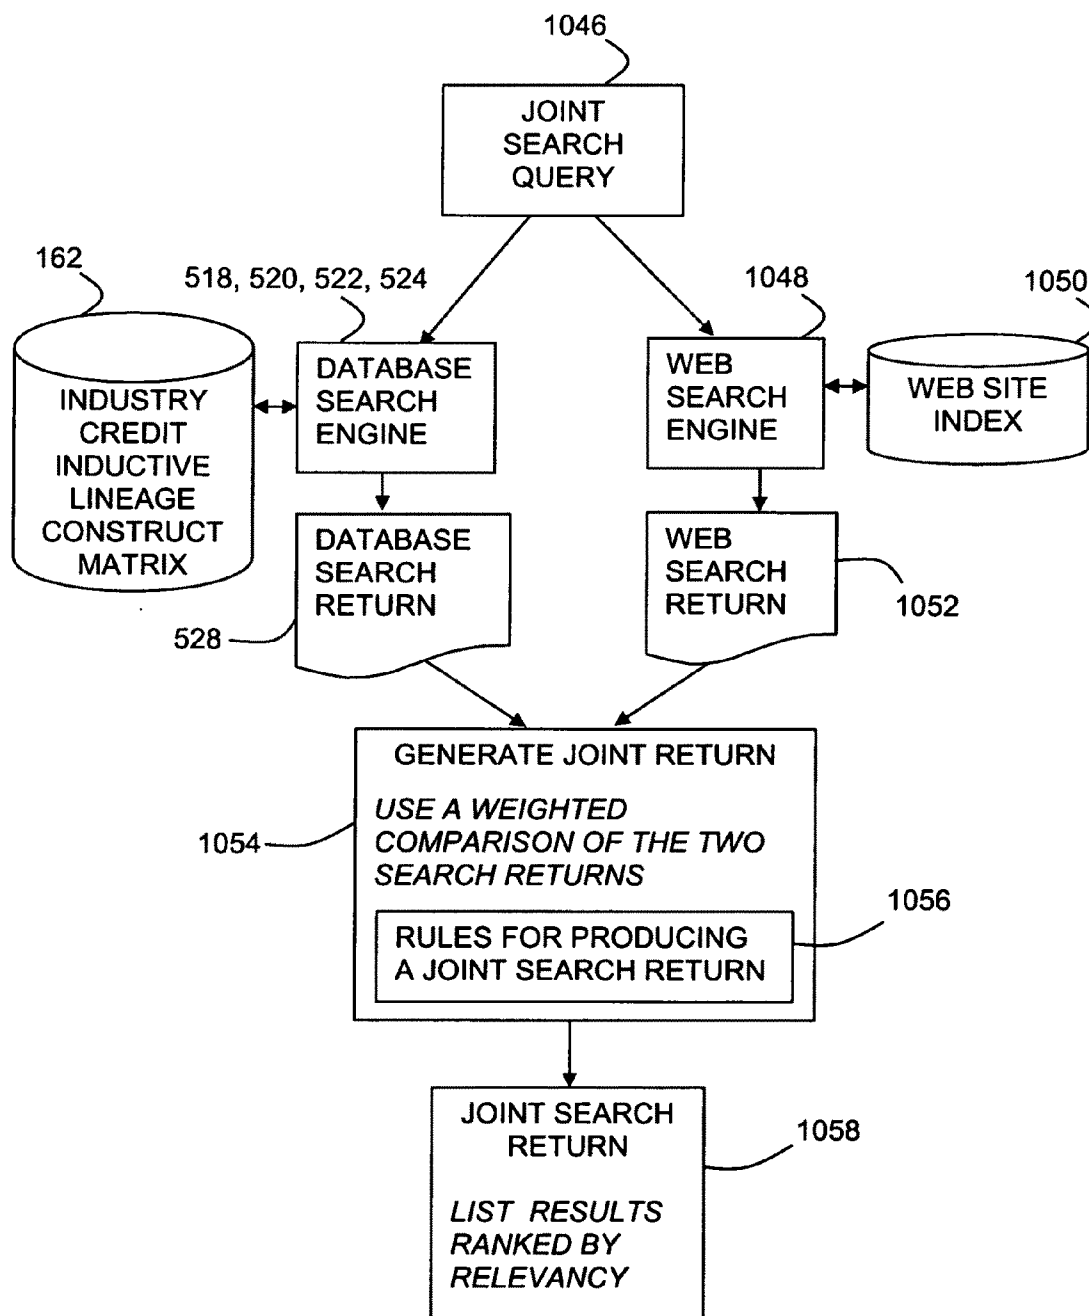 1046
JOINT
SEARCH
QUERY
162
518, 520, 522, 524
1048
1050
INDUSTRY
CREDIT
INDUCTIVE
LINEAGE
CONSTRUCT
MATRIX
DATABASE
SEARCH
ENGINE
WEB
SEARCH
ENGINE
WEB SITE
INDEX
DATABASE
SEARCH
RETURN
WEB
SEARCH
RETURN
528
1052
GENERATE JOINT RETURN
USE A WEIGHTED
COMPARISON OF THE TWO
SEARCH RETURNS
1054
1056
RULES FOR PRODUCING
A JOINT SEARCH RETURN
JOINT SEARCH
RETURN
1058
LIST RESULTS
RANKED BY
RELEVANCY